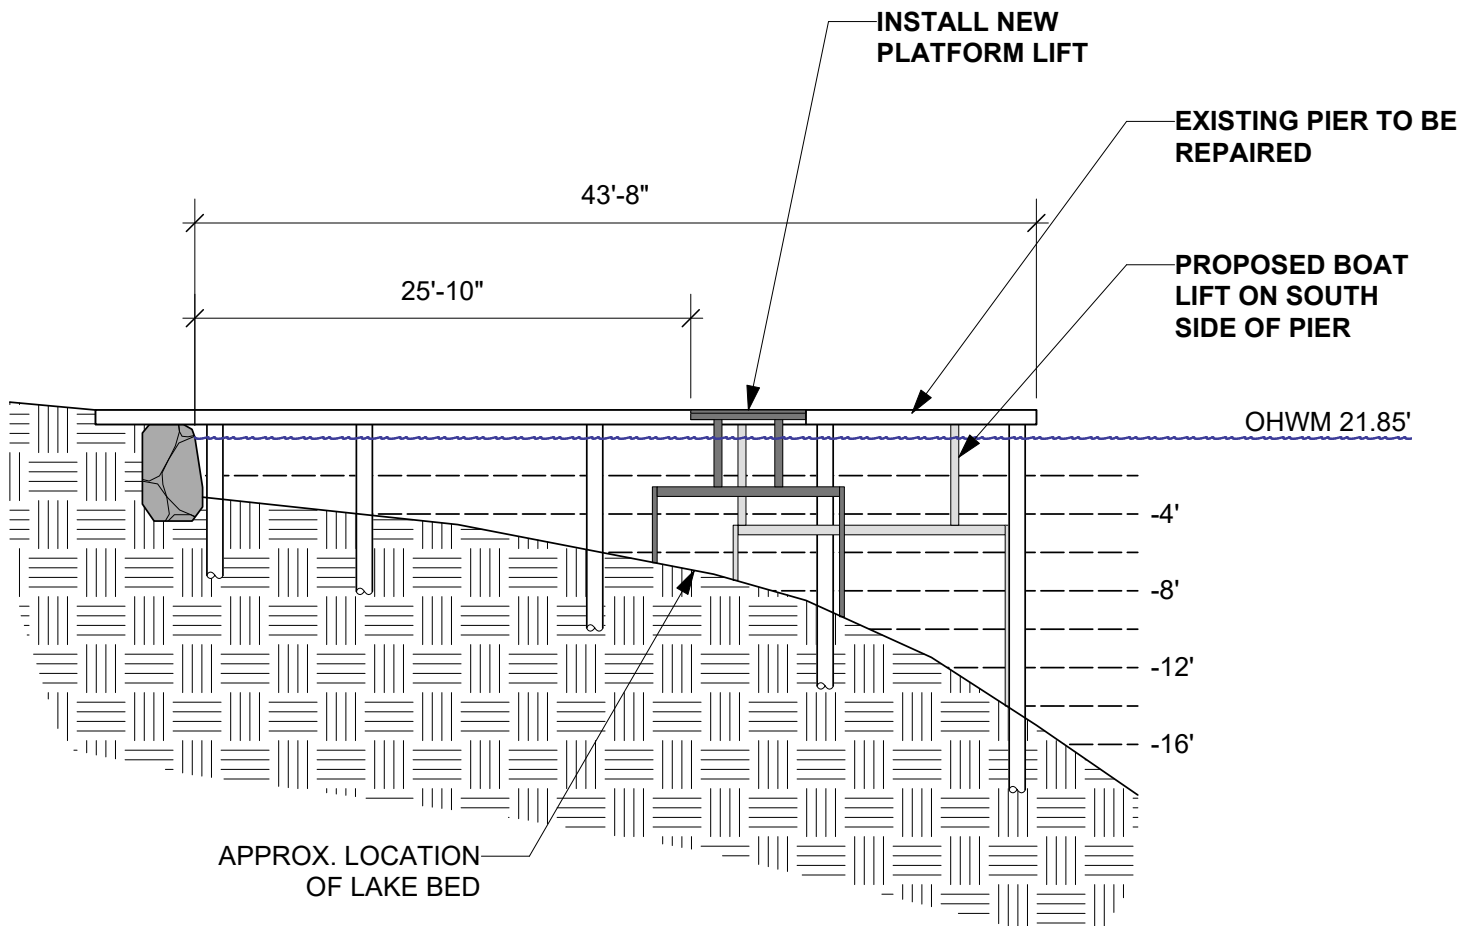 INSTALL NEW
PLATFORM LIFT
EXISTING PIER TO BE
REPAIRED
43'-8"
PROPOSED BOAT
LIFT ON SOUTH
SIDE OF PIER
25'-10"
OHWM 21.85'
-4'
-8'
-12'
-16'
APPROX. LOCATION
OF LAKE BED